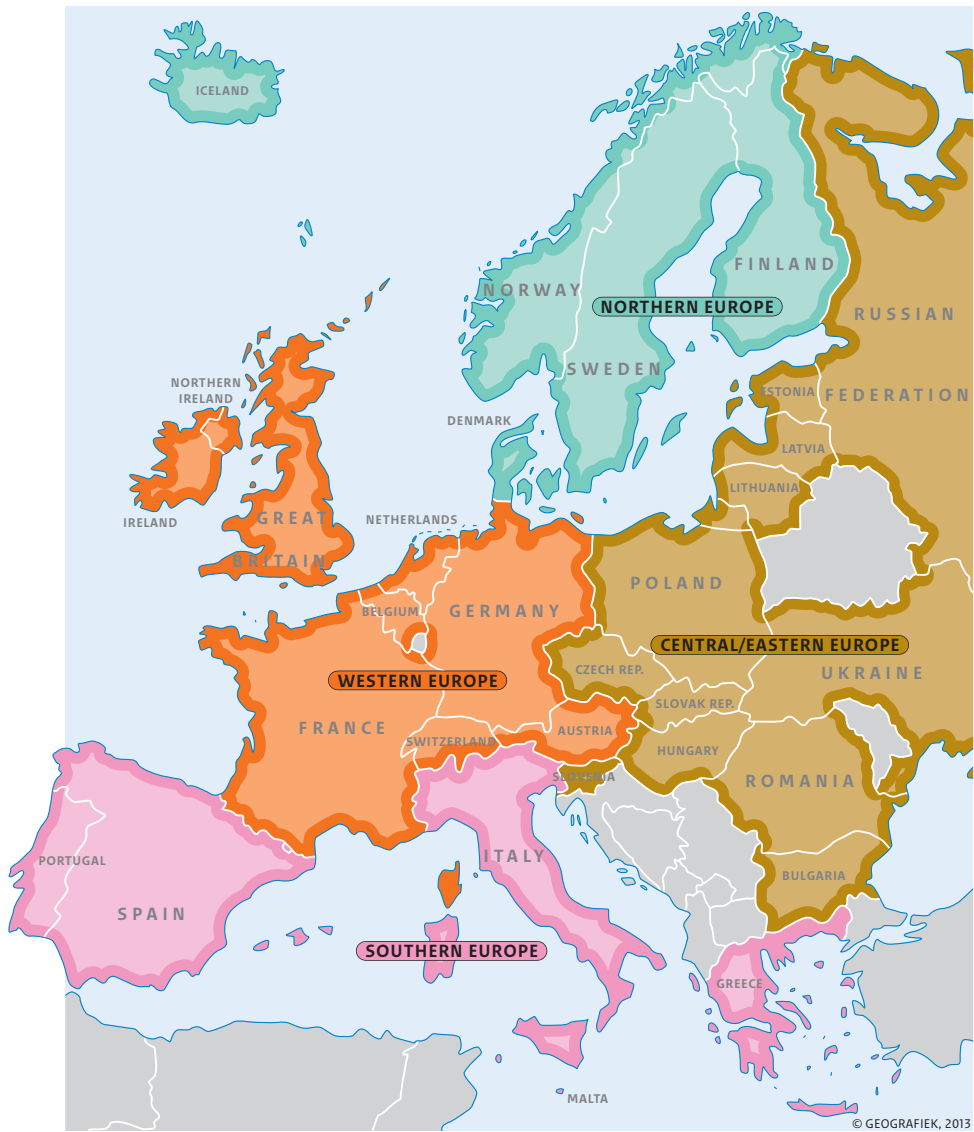 ICELAND
NORWAY
FINLAND
NORTHERN EUROPE
RUSSIAN
SWEDEN
NORTHERN
IRELAND
ESTONIA
FEDERATION
DENMARK
LATVIA
LITHUANIA
IRELAND
GREAT
NETHERLANDS
BRITAIN
POLAND
BELGIUM
GERMANY
CENTRAL/EASTERN EUROPE
CZECH REP.
UKRAINE
WESTERN EUROPE
SLOVAK REP.
FRANCE
AUSTRIA
SWITZERLAND
HUNGARY
SLOVENIA
ROMANIA
ITALY
PORTUGAL
BULGARIA
SPAIN
SOUTHERN EUROPE
GREECE
MALTA
© GEOGRAFIEK, 2013